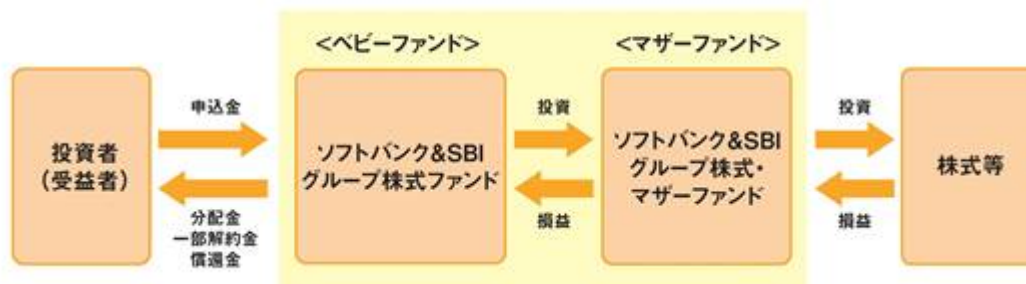 <ベビーファンド>
<マザーファンド>
投資者
(受益者)
申込金
分配金
一部解約金
償還金
ソフトバンク&SBI
グループ株式ファンド
投資
損益
ソフトバンク&SBI
グループ株式・
マザーファンド
投資
損益
株式等